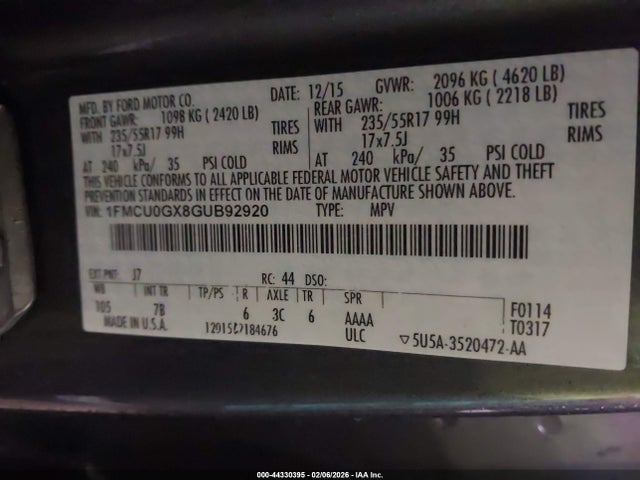 MFD. BY FORD MOTOR CO.
DATE: 12/15 GVWR: 2096 KG ( 4620 LB)
FRONT GAWR: 1098 KG ( 2420 LB)
REAR GAWR: 1006 KG ( 2218 LB)
WITH 235/55R17 99H TIRES
WITH 235/55R17 99H TIRES
17x7.5J RIMS
17x7.5J RIMS
AT 240 kPa/ 35 PSI COLD
AT 240 kPa/ 35 PSI COLD
THIS VEHICLE CONFORMS TO ALL APPLICABLE FEDERAL MOTOR VEHICLE SAFETY AND THEFT
PREVENTION STANDARDS IN EFFECT ON THE DATE OF MANUFACTURE SHOWN ABOVE.
VIN: 1FMCU0GX8GUB92920 TYPE: MPV
EXT PNT: J7 RC: 44 DSO:
WB INT TR TP/PS R AXLE TR SPR
105 7B 6 3C 6 AAAA
F0114
MADE IN U.S.A. ULC
T0317
▽5U5A-3520472-AA
000-44330395 - 02/06/2026 - IAA Inc.